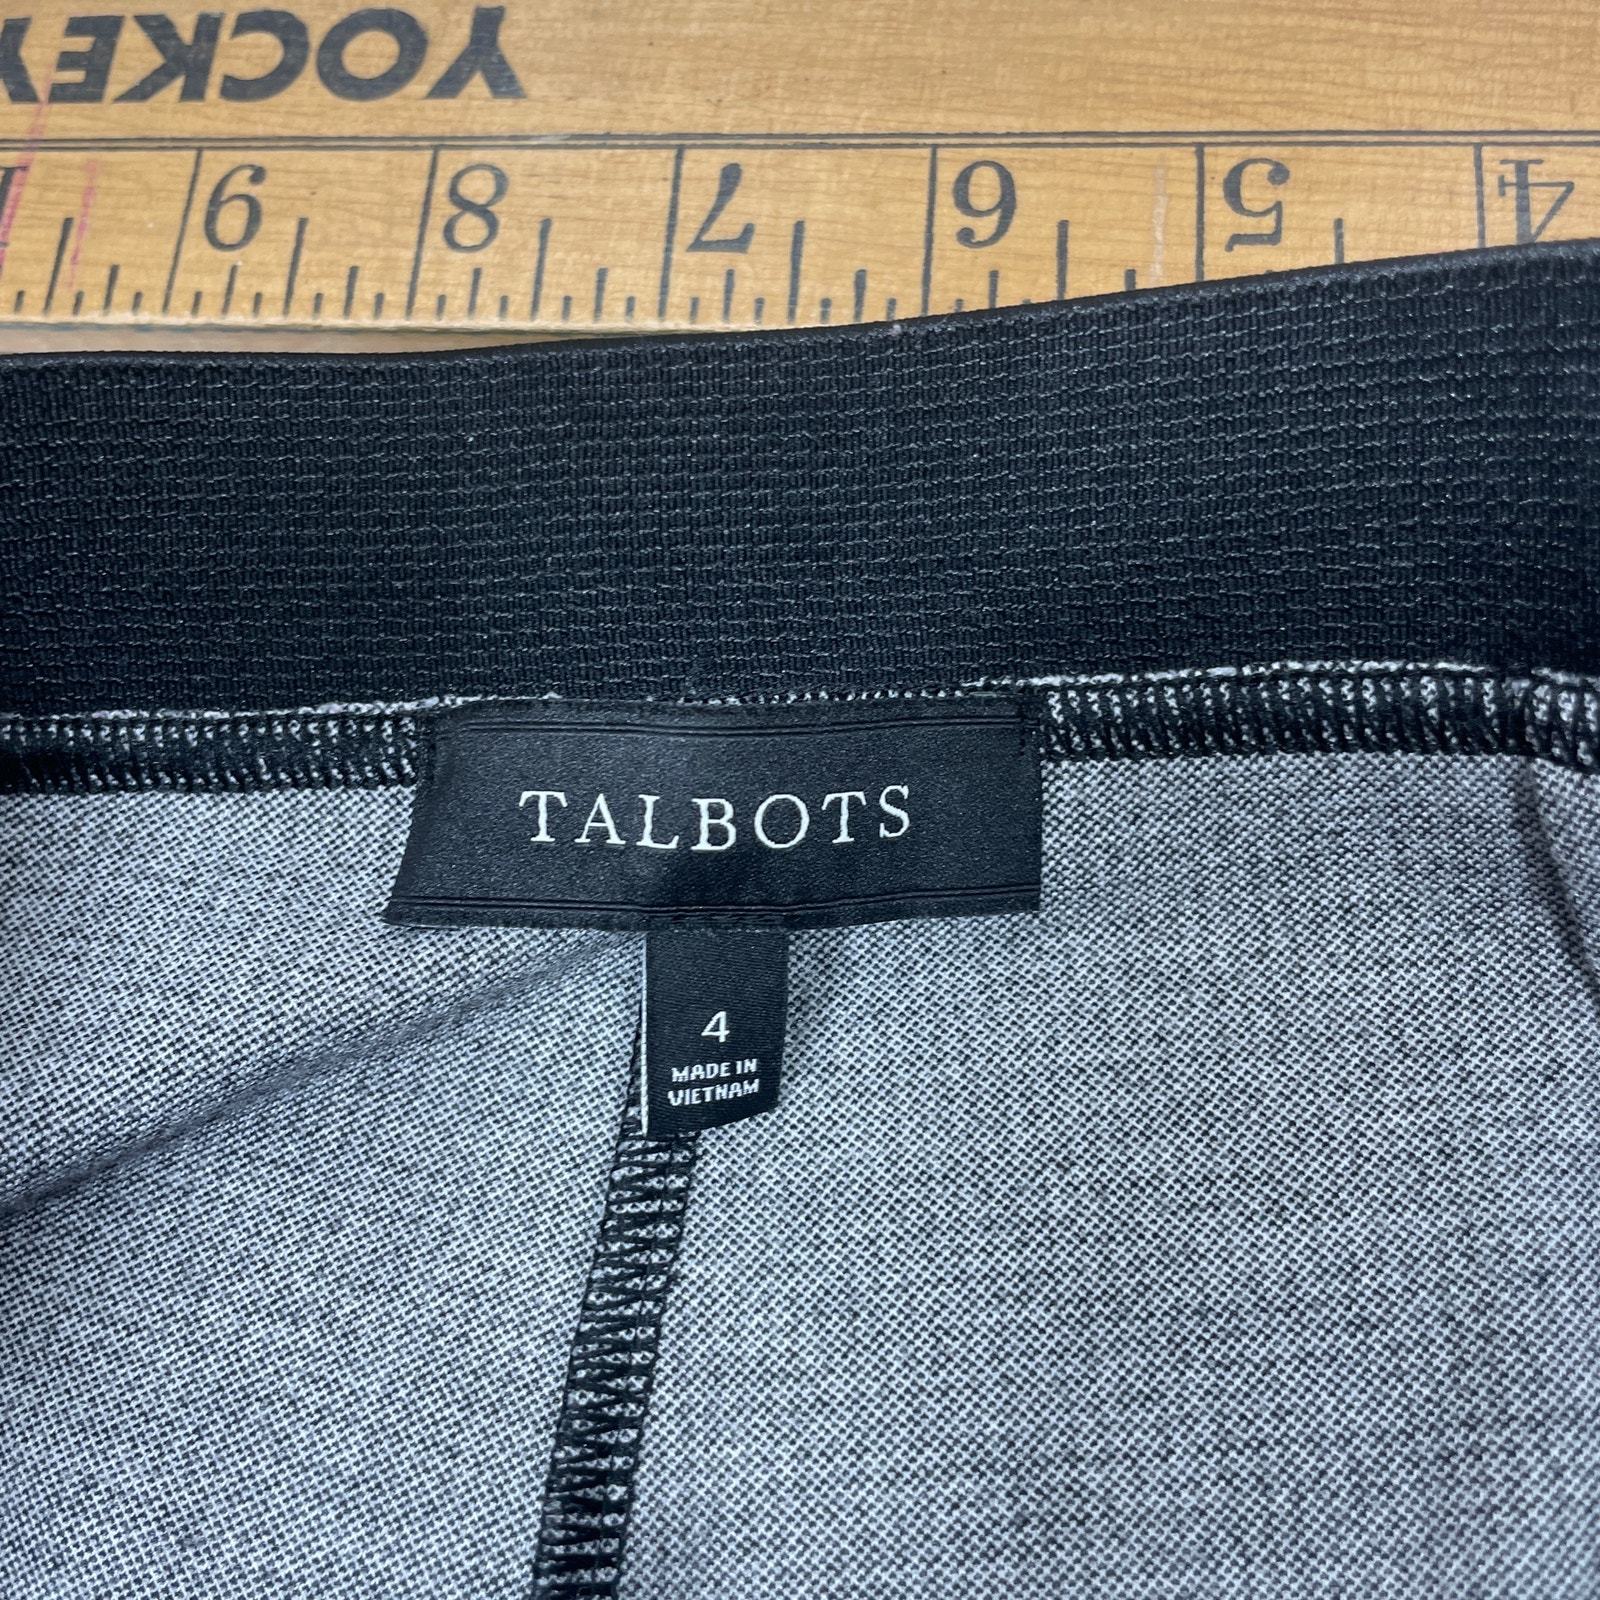 YOCKEY
4 5 6 7 8 9
TALBOTS
4
MADE IN
VIETNAM